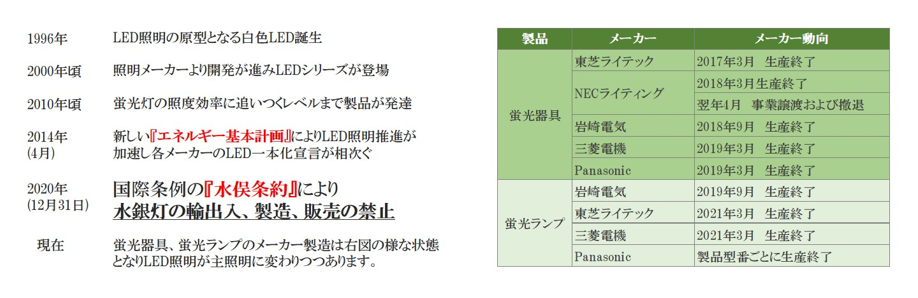 1996年 LED照明の原型となる白色LED誕生
2000年頃 照明メーカーより開発が進みLEDシリーズが登場
2010年頃 蛍光灯の照度効率に追いつくレベルまで製品が発達
2014年 新しい『エネルギー基本計画』によりLED照明推進が
(4月) 加速し各メーカーのLED一本化宣言が相次ぐ
2020年 国際条例の『水俣条約』により
(12月31日) 水銀灯の輸出入、製造、販売の禁止
現在 蛍光器具、蛍光ランプのメーカー製造は右図の様な状態
となりLED照明が主照明に変わりつつあります。
製品 メーカー メーカー動向
蛍光器具 東芝ライテック 2017年3月 生産終了
NECライティング 2018年3月生産終了
翌年4月 事業譲渡および撤退
岩崎電気 2018年9月 生産終了
三菱電機 2019年3月 生産終了
Panasonic 2019年3月 生産終了
蛍光ランプ 岩崎電気 2019年9月 生産終了
東芝ライテック 2021年3月 生産終了
三菱電機 2021年3月 生産終了
Panasonic 製品型番ごとに生産終了